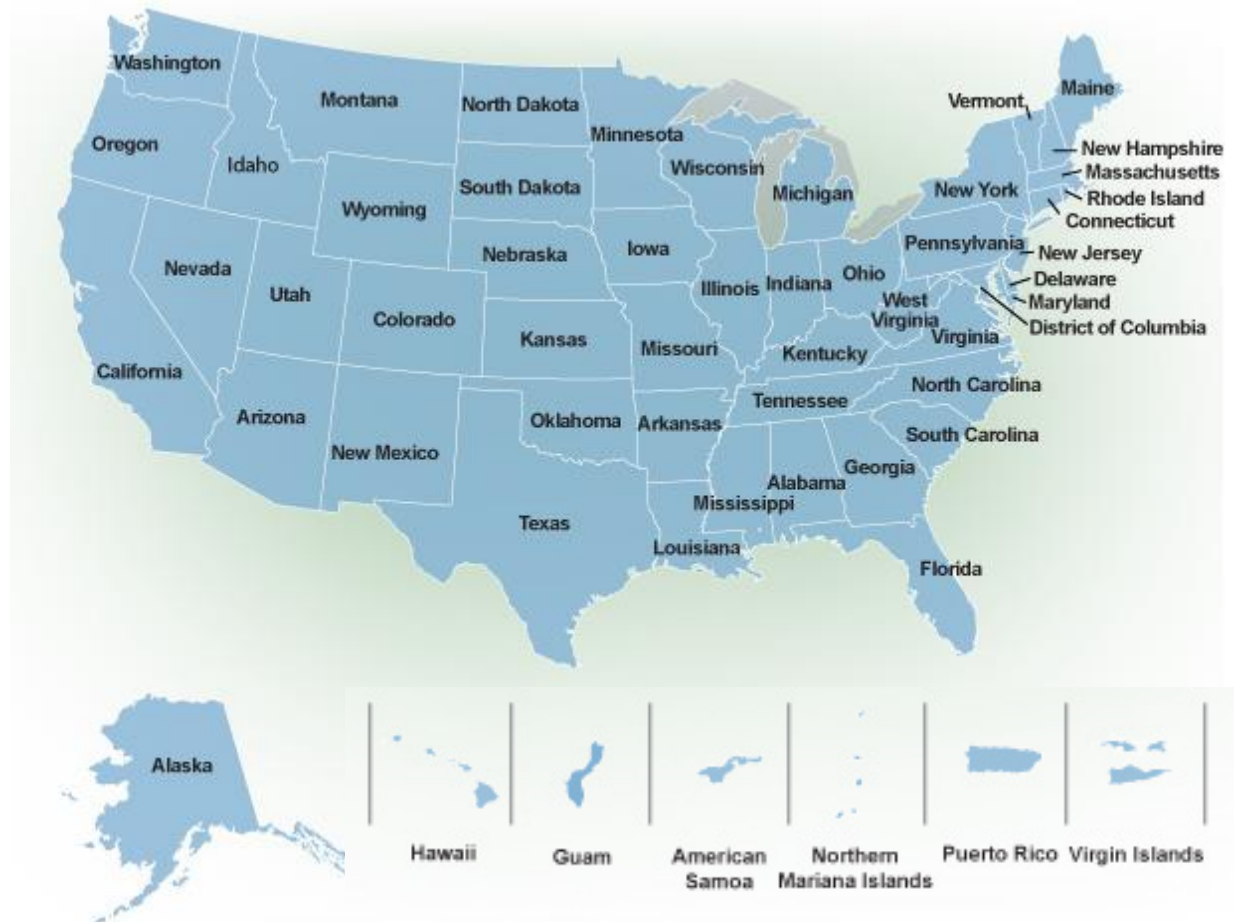 Washington
Montana
North Dakota
Minnesota
Maine
Vermont
Oregon
Idaho
Wisconsin
New Hampshire
Massachusetts
South Dakota
Michigan
New York
Rhode Island
Wyoming
Connecticut
Pennsylvania
Iowa
Nebraska
New Jersey
Nevada
Ohio
Utah
Illinois
Indiana
Delaware
Maryland
West
Virginia
Colorado
District of Columbia
Virginia
Kansas
Missouri
Kentucky
California
North Carolina
Tennessee
Arizona
Oklahoma
Arkansas
South Carolina
New Mexico
Georgia
Alabama
Mississippi
Texas
Louisiana
Florida
Alaska
Hawaii
Guam
American
Samoa
Northern
Mariana Islands
Puerto Rico
Virgin Islands